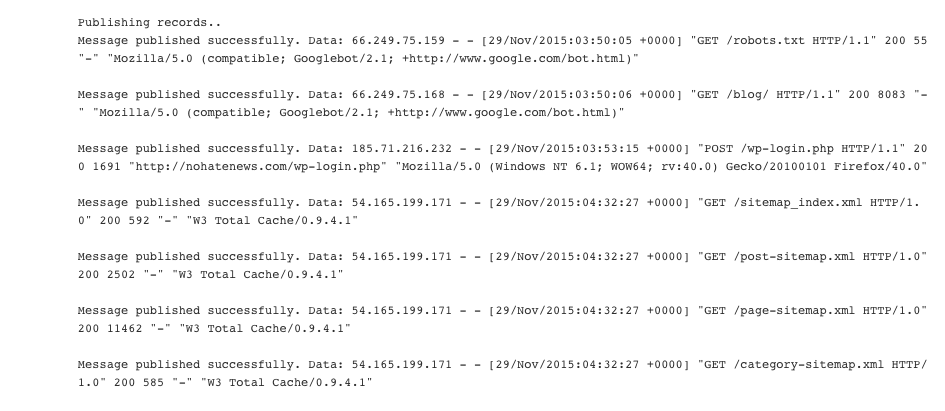 Publishing records..
Message published successfully. Data: 66.249.75.159 - - [29/Nov/2015:03:50:05 +0000] "GET /robots.txt HTTP/1.1" 200 55
"-" "Mozilla/5.0 (compatible; Googlebot/2.1; +http://www.google.com/bot.html)"
Message published successfully. Data: 66.249.75.168 - - [29/Nov/2015:03:50:06 +0000] "GET /blog/ HTTP/1.1" 200 8083 "-
" "Mozilla/5.0 (compatible; Googlebot/2.1; +http://www.google.com/bot.html)"
Message published successfully. Data: 185.71.216.232 - - [29/Nov/2015:03:53:15 +0000] "POST /wp-login.php HTTP/1.1" 20
0 1691 "http://nohatenews.com/wp-login.php" "Mozilla/5.0 (Windows NT 6.1; WOW64; rv:40.0) Gecko/20100101 Firefox/40.0"
Message published successfully. Data: 54.165.199.171 - - [29/Nov/2015:04:32:27 +0000] "GET /sitemap_index.xml HTTP/1.
0" 200 592 "-" "W3 Total Cache/0.9.4.1"
Message published successfully. Data: 54.165.199.171 - - [29/Nov/2015:04:32:27 +0000] "GET /post-sitemap.xml HTTP/1.0"
200 2502 "-" "W3 Total Cache/0.9.4.1"
Message published successfully. Data: 54.165.199.171 - - [29/Nov/2015:04:32:27 +0000] "GET /page-sitemap.xml HTTP/1.0"
200 11462 "-" "W3 Total Cache/0.9.4.1"
Message published successfully. Data: 54.165.199.171 - - [29/Nov/2015:04:32:27 +0000] "GET /category-sitemap.xml HTTP/
1.0" 200 585 "-" "W3 Total Cache/0.9.4.1"